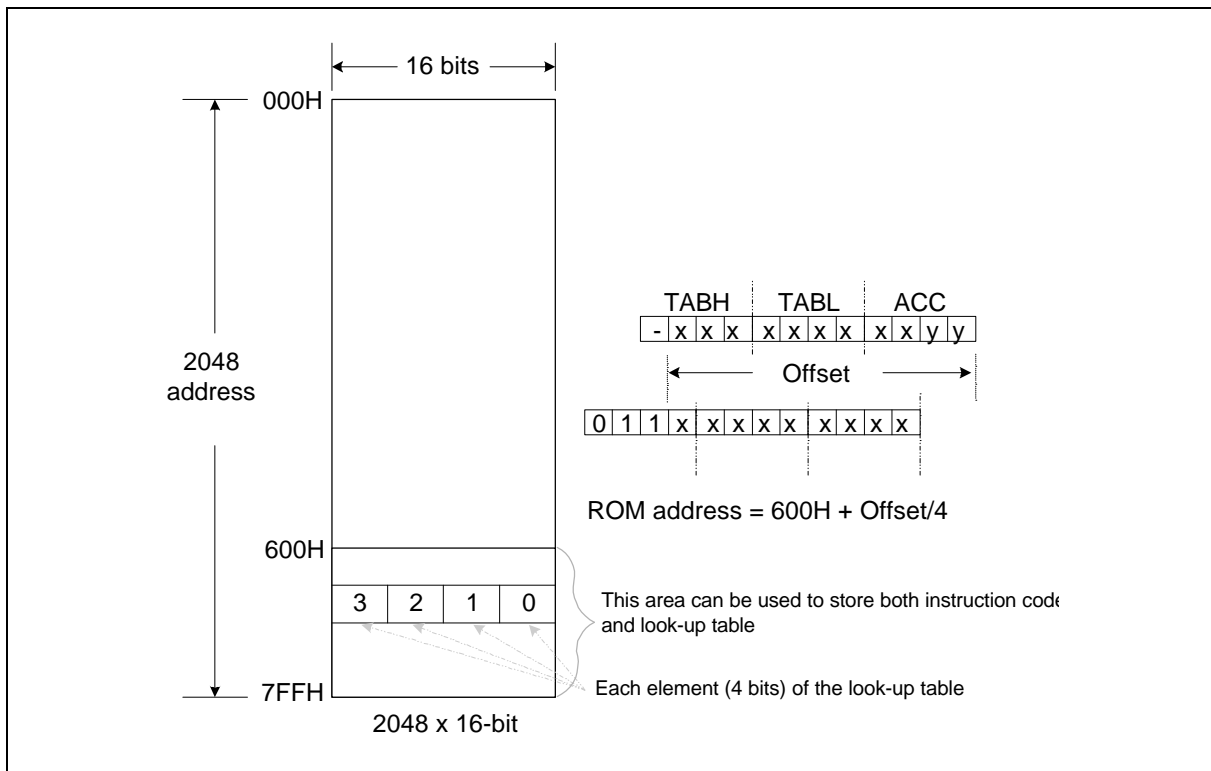 16 bits
000H
2048
address
TABH TABL ACC
- x x x x x x x x x y y
Offset
0 1 1 x x x x x x x x x
ROM address = 600H + Offset/4
600H
3 2 1 0
This area can be used to store both instruction code
and look-up table
Each element (4 bits) of the look-up table
7FFH
2048 x 16-bit